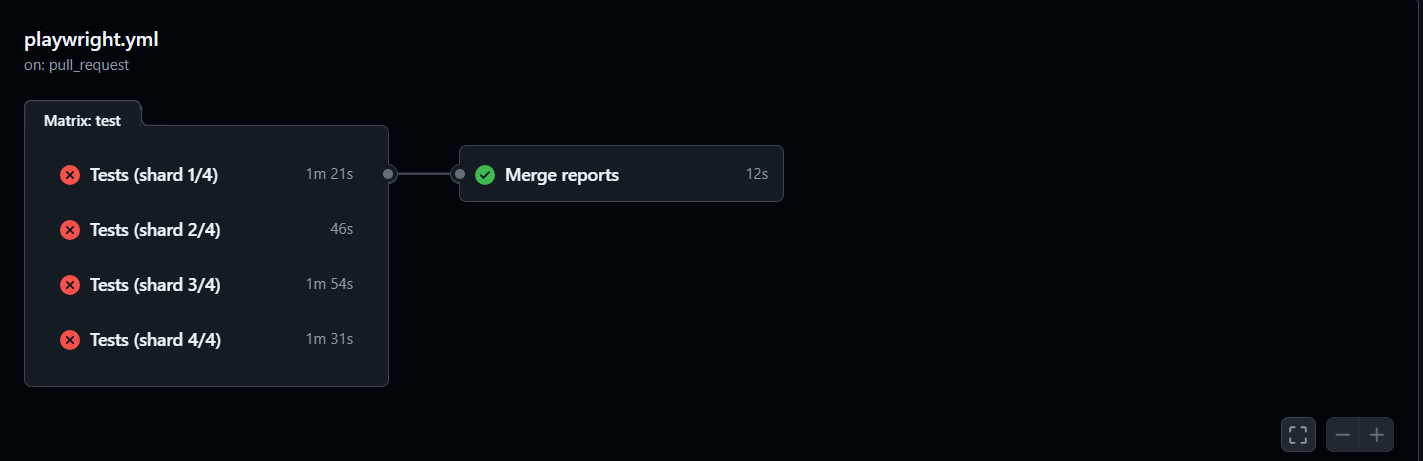 playwright.yml
on: pull_request
Matrix: test
Tests (shard 1/4) 1m 21s
Merge reports 12s
Tests (shard 2/4) 46s
Tests (shard 3/4) 1m 54s
Tests (shard 4/4) 1m 31s